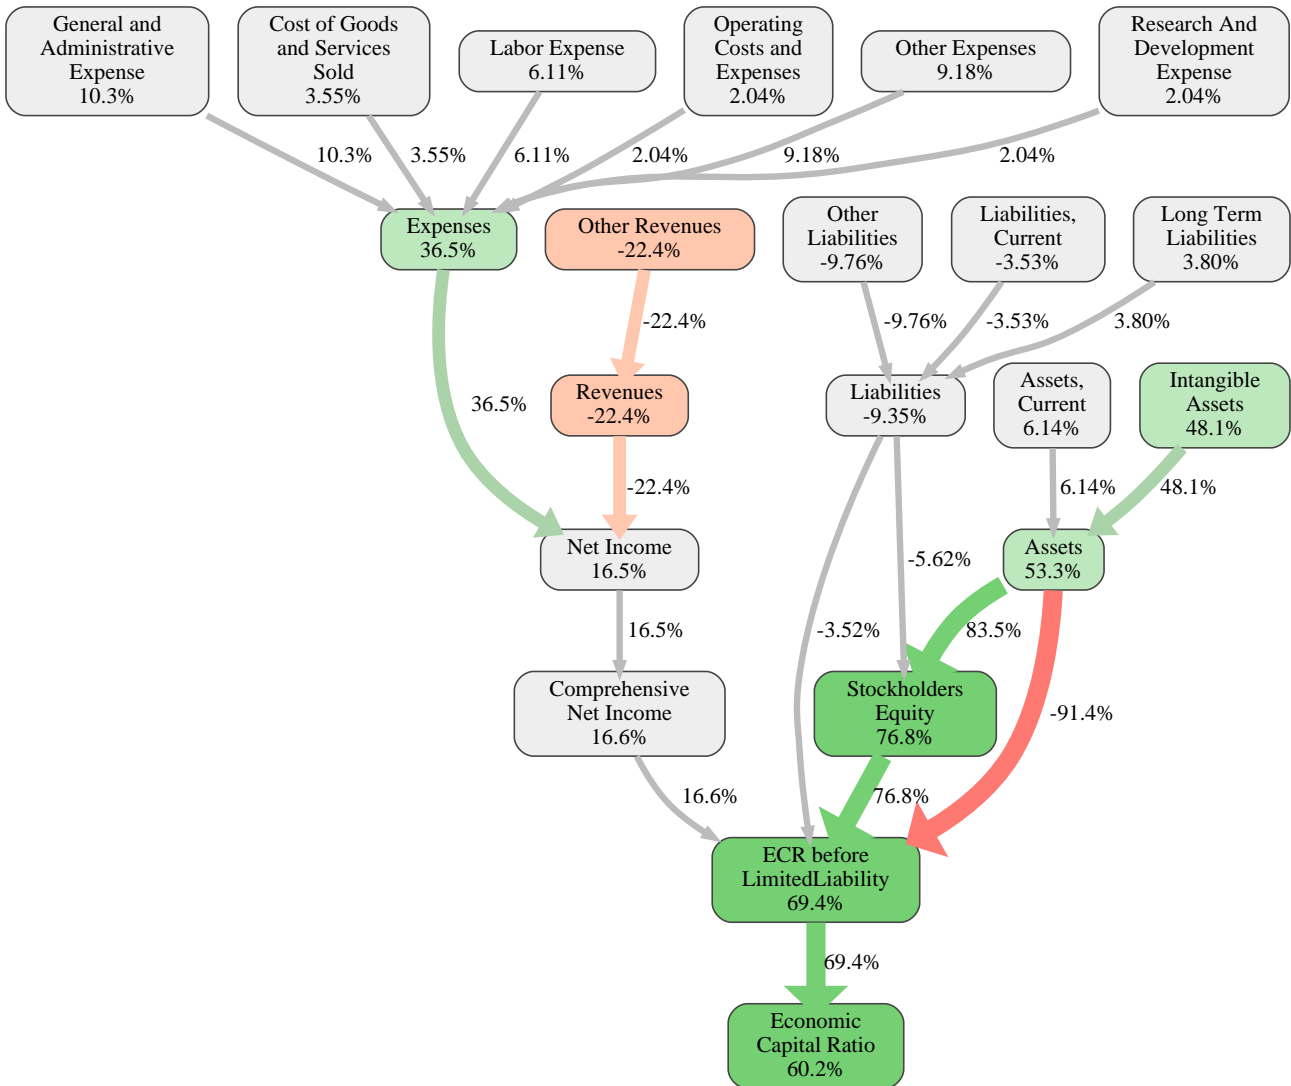 General and
Administrative
Expense
10.3%
Cost of Goods
and Services
Sold
3.55%
Labor Expense
6.11%
Operating
Costs and
Expenses
2.04%
Other Expenses
9.18%
Research And
Development
Expense
2.04%
10.3%
3.55%
6.11%
2.04%
9.18%
2.04%
Expenses
36.5%
Other Revenues
-22.4%
Other
Liabilities
-9.76%
Liabilities,
Current
-3.53%
Long Term
Liabilities
3.80%
-22.4%
-9.76%
-3.53%
3.80%
36.5%
Revenues
-22.4%
Liabilities
-9.35%
Assets,
Current
6.14%
Intangible
Assets
48.1%
-22.4%
6.14%
48.1%
Net Income
16.5%
-5.62%
Assets
53.3%
16.5%
-3.52%
83.5%
-91.4%
Comprehensive
Net Income
16.6%
Stockholders
Equity
76.8%
16.6%
76.8%
ECR before
LimitedLiability
69.4%
69.4%
Economic
Capital Ratio
60.2%